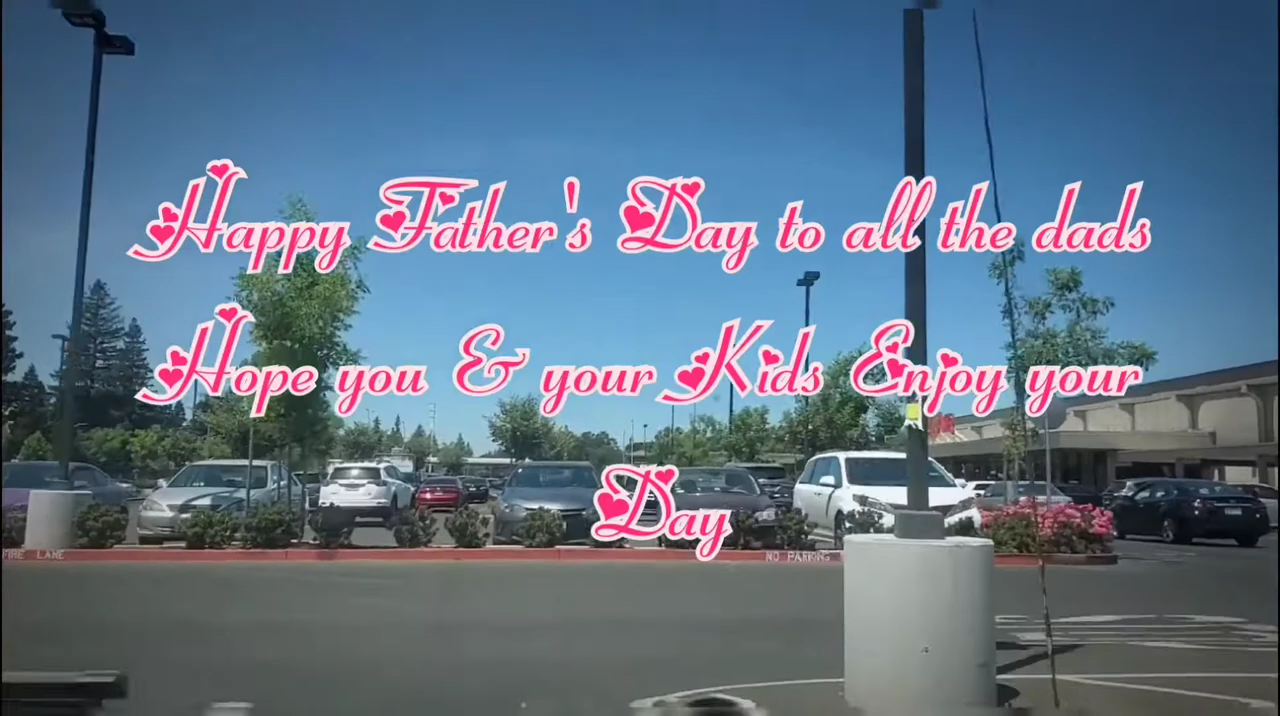 Happy Father's Day to all the dads
Hope you & your Kids Enjoy your
Day
FIRE LANE
NO PARKING